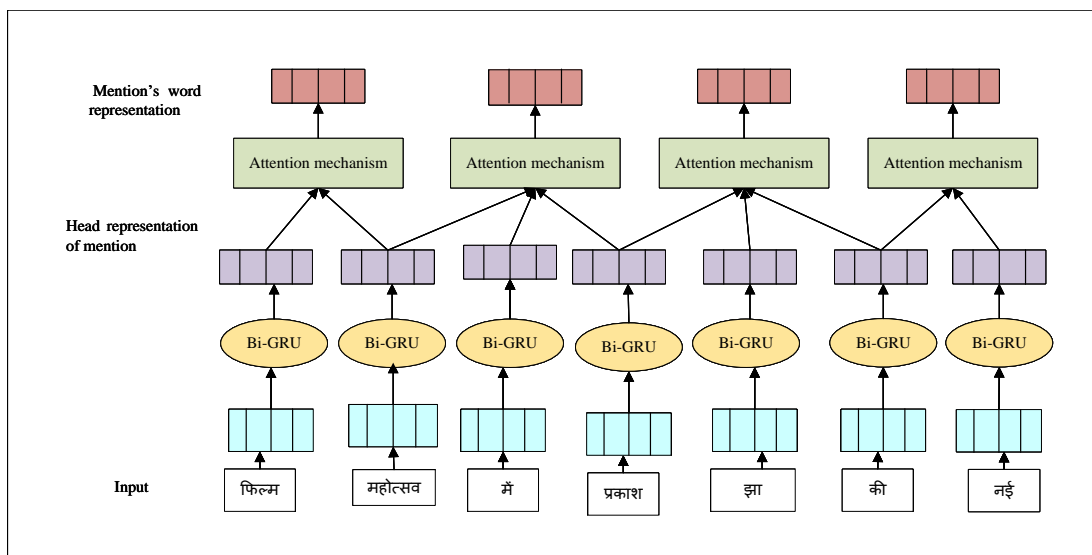 Mention's word
representation
Attention mechanism Attention mechanism Attention mechanism Attention mechanism
Head representation
of mention
Bi-GRU Bi-GRU Bi-GRU Bi-GRU Bi-GRU Bi-GRU Bi-GRU
Input फिल्म महोत्सव में प्रकाश झा की नई